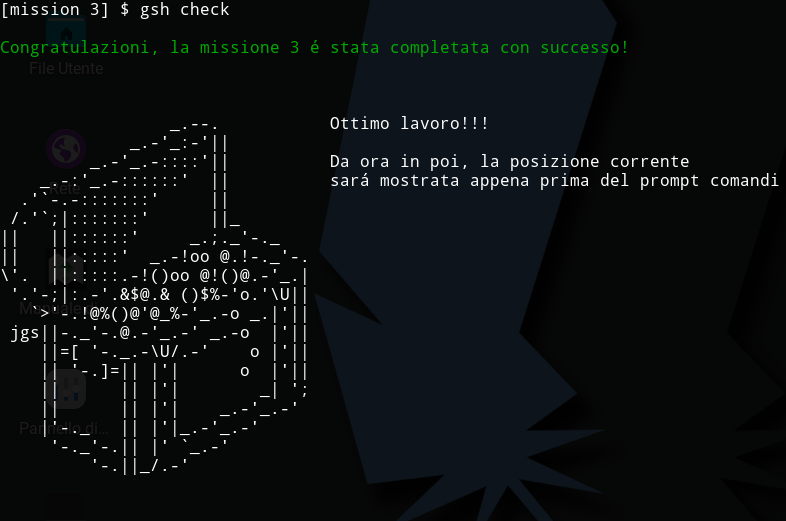 [mission 3] $ gsh check
Congratulazioni, la missione 3 é stata completata con successo!
File Utente
Ottimo lavoro!!!
Da ora in poi, la posizione corrente
sará mostrata appena prima del prompt comandi
jgs